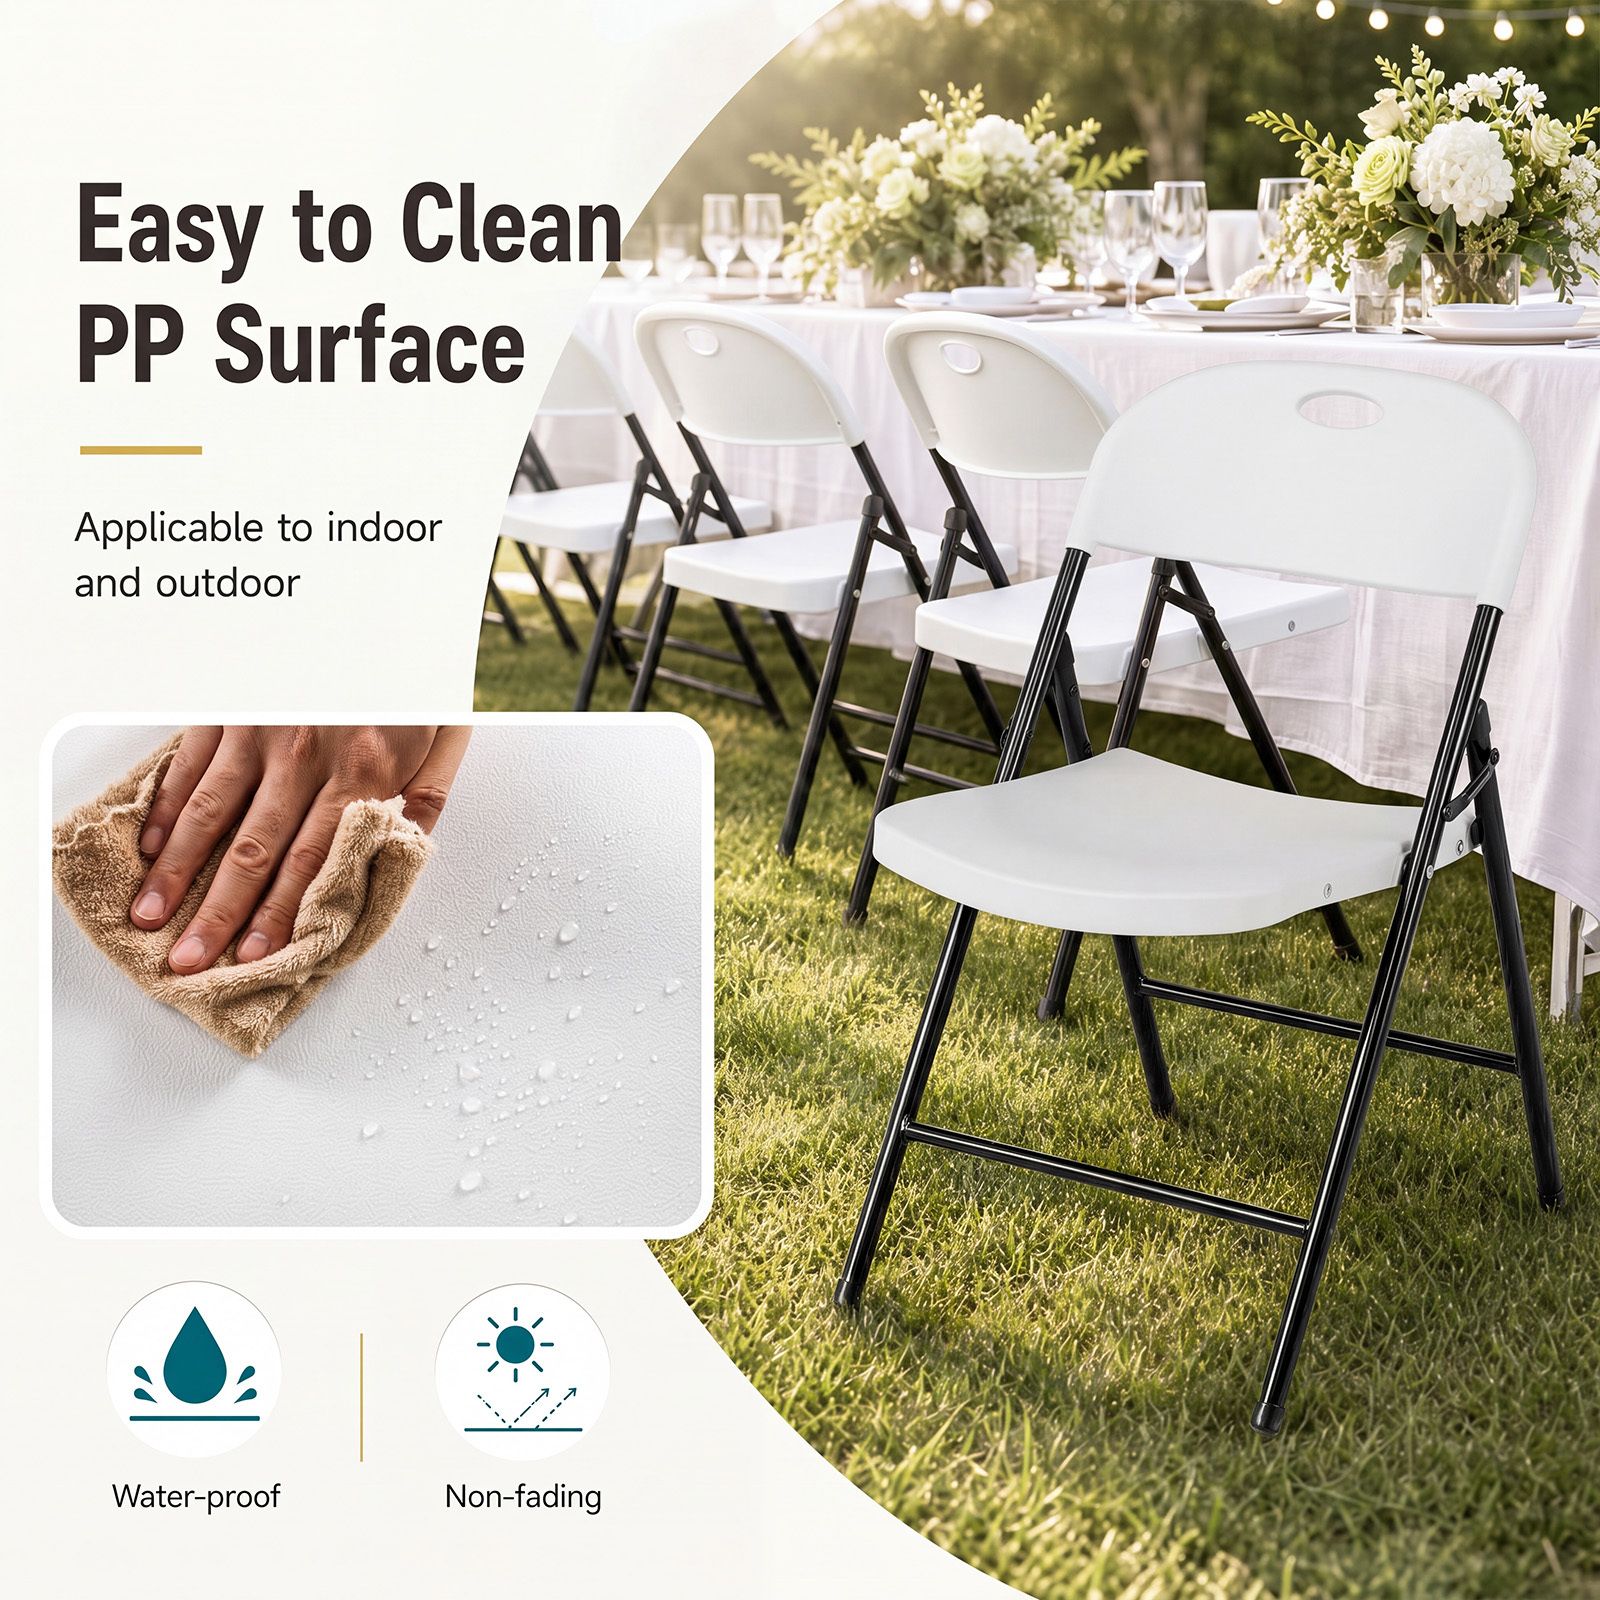 Easy to Clean
PP Surface
Applicable to indoor
and outdoor
Water-proof
Non-fading